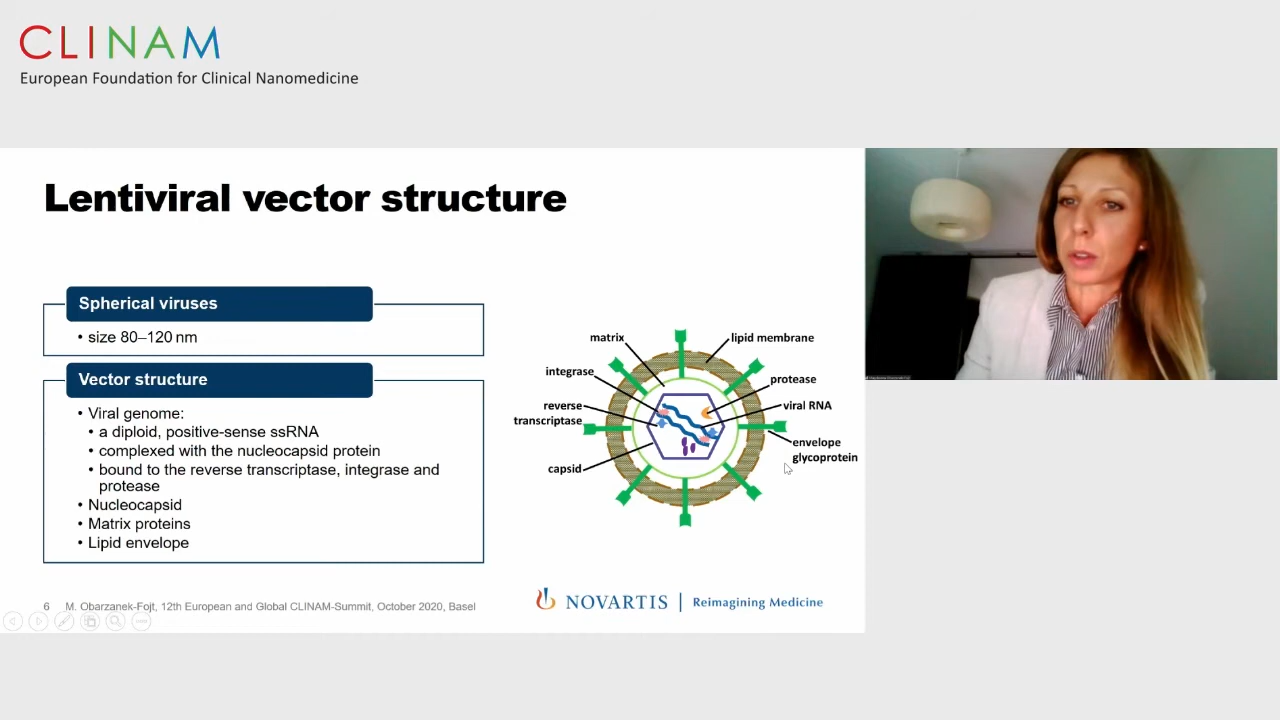 CLINAM
European Foundation for Clinical Nanomedicine
Lentiviral vector structure
Spherical viruses
• size 80–120 nm
Vector structure
• Viral genome:
• a diploid, positive-sense ssRNA
• complexed with the nucleocapsid protein
• bound to the reverse transcriptase, integrase and
protease
• Nucleocapsid
• Matrix proteins
• Lipid envelope
matrix
integrase
reverse
transcriptase
capsid
lipid membrane
protease
viral RNA
envelope
glycoprotein
6 M. Obarzanek-Fojt, 12th European and Global CLINAM-Summit, October 2020, Basel
NOVARTIS | Reimagining Medicine